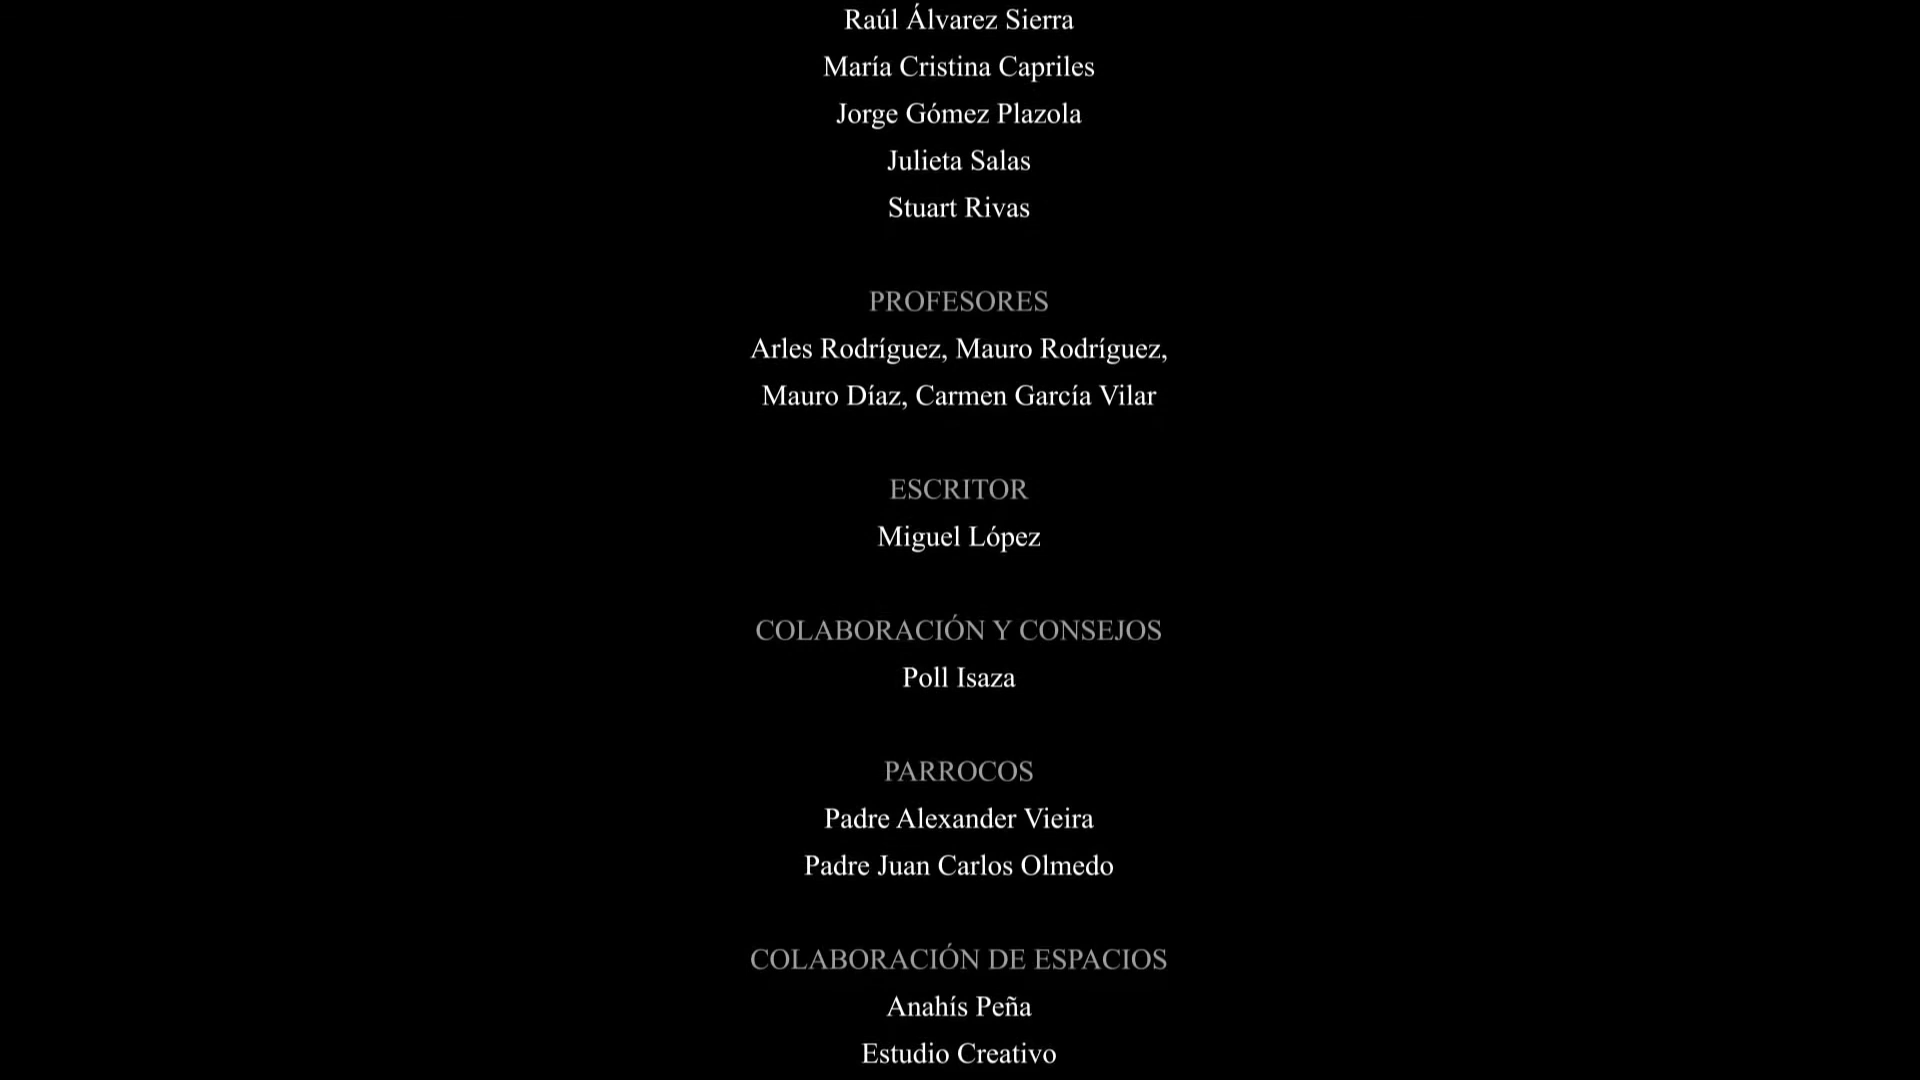 Raúl Álvarez Sierra
María Cristina Capriles
Jorge Gómez Plazola
Julieta Salas
Stuart Rivas
PROFESORES
Arles Rodríguez, Mauro Rodríguez,
Mauro Díaz, Carmen García Vilar
ESCRITOR
Miguel López
COLABORACIÓN Y CONSEJOS
Poll Isaza
PARROCOS
Padre Alexander Vieira
Padre Juan Carlos Olmedo
COLABORACIÓN DE ESPACIOS
Anahís Peña
Estudio Creativo